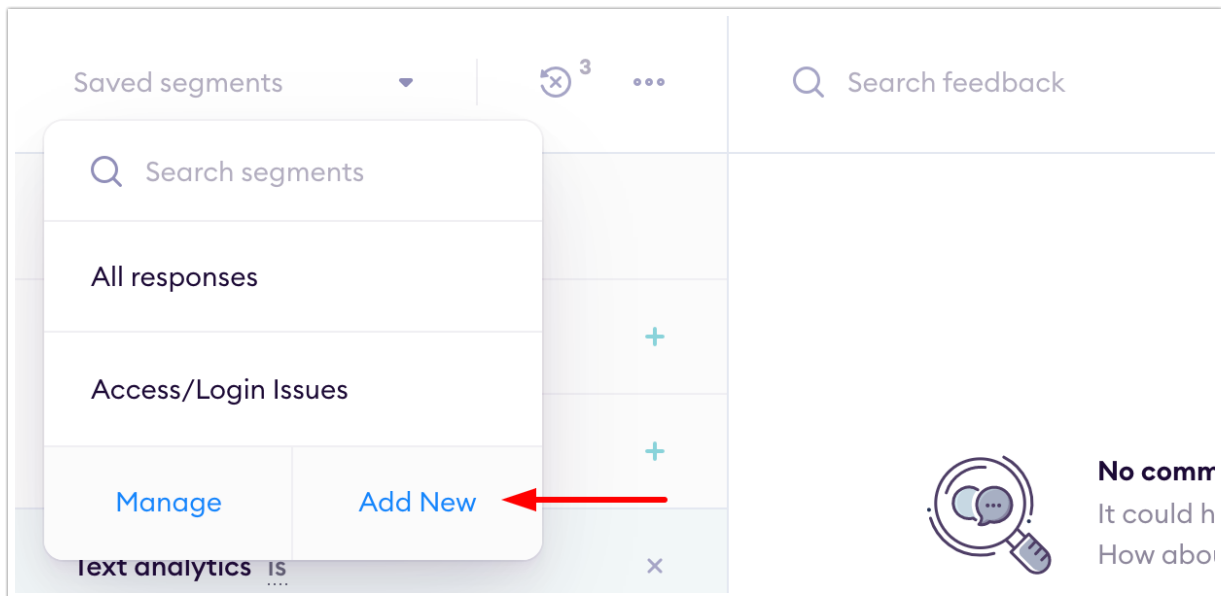 Saved segments
3
Search feedback
Search segments
All responses
Access/Login Issues
Manage
Add New
Text analytics is
No comm
It could h
How abou